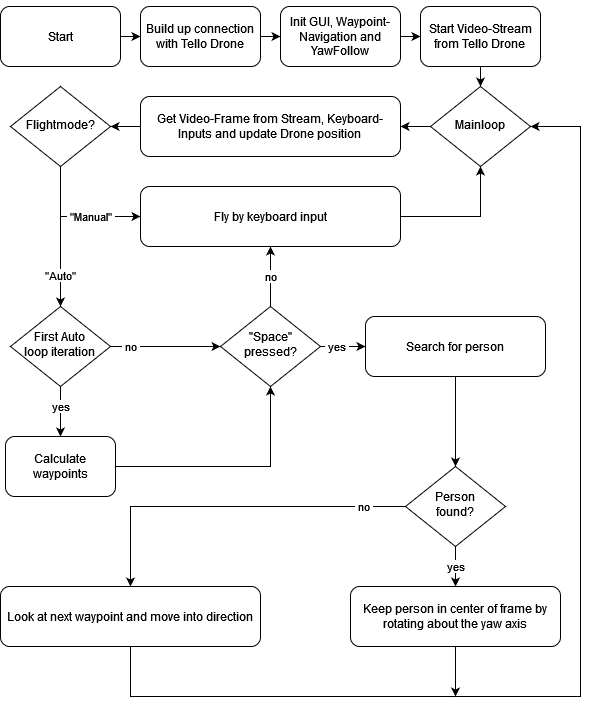 Start
Build up connection
with Tello Drone
Init GUI, Waypoint-
Navigation and
YawFollow
Start Video-Stream
from Tello Drone
Flightmode?
Get Video-Frame from Stream, Keyboard-
Inputs and update Drone position
Mainloop
"Manual"
Fly by keyboard input
"Auto"
no
First Auto
loop iteration
no
"Space"
pressed?
yes
Search for person
yes
Calculate
waypoints
Person
found?
no
yes
Look at next waypoint and move into direction
Keep person in center of frame by
rotating about the yaw axis